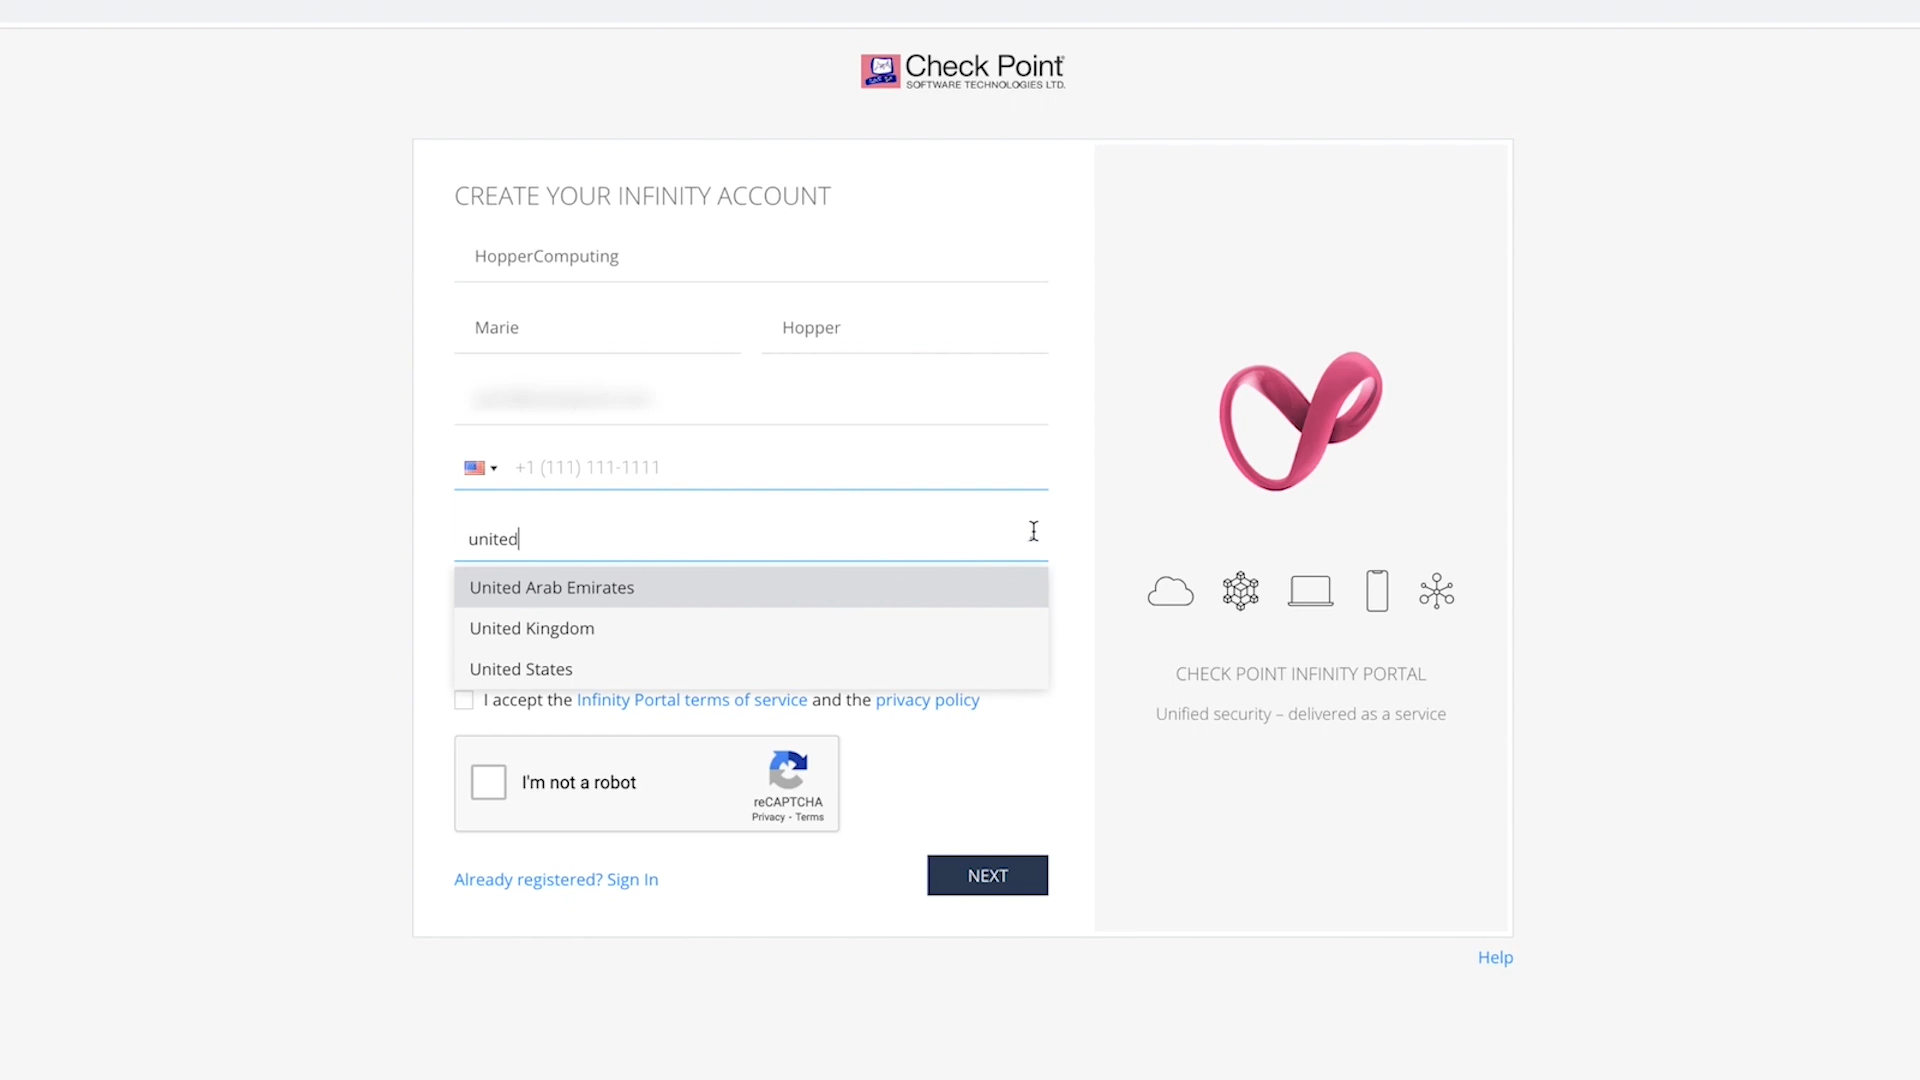 Check Point
SOFTWARE TECHNOLOGIES LTD.
CREATE YOUR INFINITY ACCOUNT
HopperComputing
Marie Hopper
+1 (111) 111-1111
united
United Arab Emirates
United Kingdom
United States
I accept the Infinity Portal terms of service and the privacy policy
I'm not a robot
reCAPTCHA
Privacy - Terms
Already registered? Sign In
NEXT
CHECK POINT INFINITY PORTAL
Unified security – delivered as a service
Help